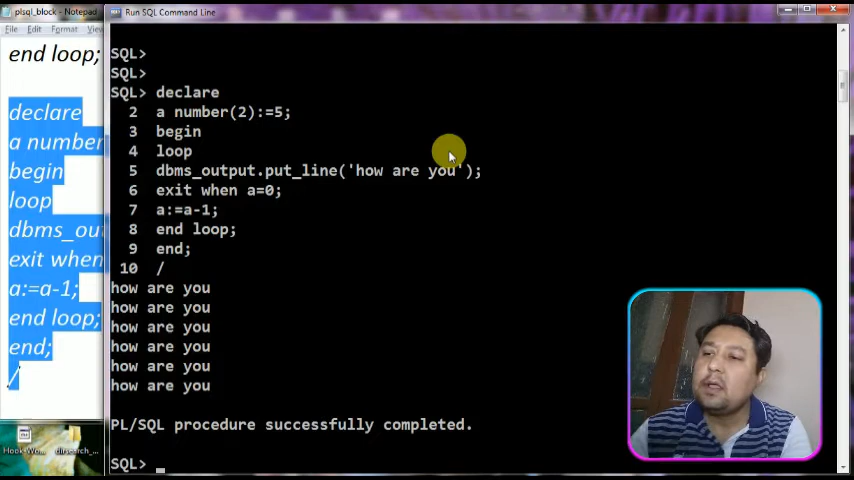 plsql_block - Notepad
File Edit Format
end loop;
declare
a number
begin
loop
dbms_out
exit when
a:=a-1;
end loop;
end;
/
Hook-Wo...
dirsearch_...
Run SQL Command Line
SQL>
SQL>
SQL> declare
2 a number(2):=5;
3 begin
4 loop
5 dbms_output.put_line('how are you');
6 exit when a=0;
7 a:=a-1;
8 end loop;
9 end;
10 /
how are you
how are you
how are you
how are you
how are you
how are you
PL/SQL procedure successfully completed.
SQL>